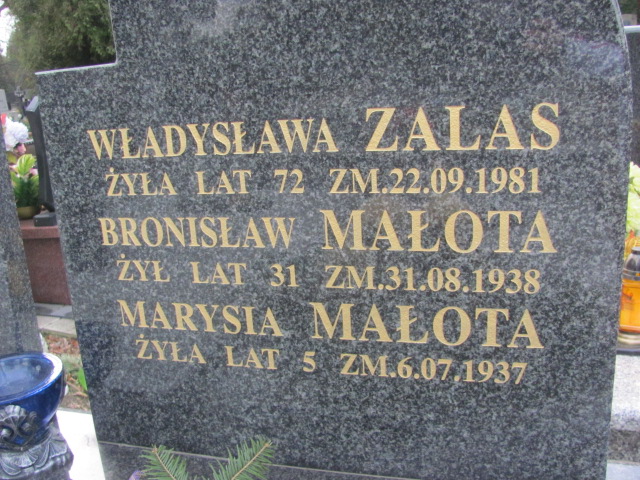 WŁADYSŁAWA ZALAS
ŻYŁA LAT 72 ZM.22.09.1981
BRONISŁAW MAŁOTA
ŻYŁ LAT 31 ZM.31.08.1938
MARYSIA MAŁOTA
ŻYŁA LAT 5 ZM.6.07.1937